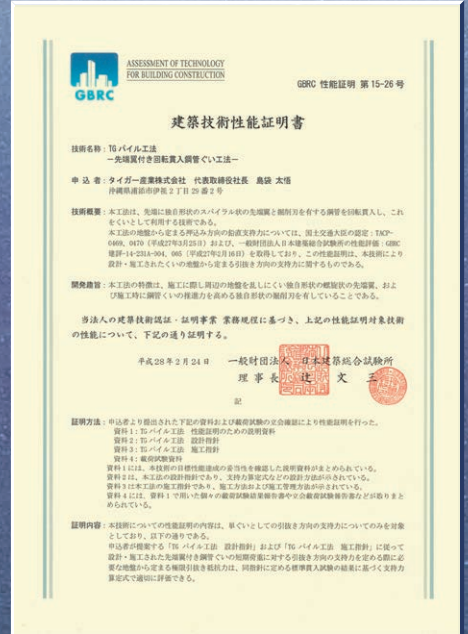 ASSESSMENT OF TECHNOLOGY
FOR BUILDING CONSTRUCTION
GBRC
GBRC 性能証明 第15-26号
建築技術性能証明書
技術名称：TGパイル工法
－先端翼付き回転貫入鋼管ぐい工法－
申 込 者：タイガー産業株式会社 代表取締役社長 島袋 太悟
沖縄県浦添市伊祖2丁目29番2号
技術概要：本工法は、先端に独自形状のスパイラル状の先端翼と掘削刃を有する鋼管を回転貫入し、これ
をくいとして利用する技術である。
本工法の地盤から定まる押込み方向の鉛直支持力については、国土交通大臣の認定：TACP-
0469、0470（平成27年3月25日）および、一般財団法人日本建築総合試験所の性能評価：GBRC
建評-14-231A-004、005（平成27年2月16日）を取得しており、この性能証明は、本技術により
設計・施工されたくいの地盤から定まる引抜き方向の支持力に関するものである。
開発趣旨：本工法の特徴は、施工に際し周辺の地盤を乱しにくい独自形状の螺旋状の先端翼、およ
び施工時に鋼管くいの推進力を高める独自形状の掘削刃を有していることである。
当法人の建築技術認証・証明事業 業務規程に基づき、上記の性能証明対象技術
の性能について、下記の通り証明する。
平成28年2月24日 一般財団法人 日本建築総合試験所
理事長 辻 文 三
記
証明方法：申込者より提出された下記の資料および載荷試験の立会確認により性能証明を行った。
資料1：TGパイル工法 性能証明のための説明資料
資料2：TGパイル工法 設計指針
資料3：TGパイル工法 施工指針
資料4：載荷試験資料
資料1には、本技術の目標性能達成の妥当性を確認した説明資料がまとめられている。
資料2は、本工法の設計指針であり、支持力算定式などの設計方法が示されている。
資料3は本工法の施工指針であり、施工方法および施工管理方法が示されている。
資料4には、資料1で用いた個々の載荷試験結果報告書や立会載荷試験報告書などが取りまと
められている。
証明内容：本技術についての性能証明の内容は、単ぐいとしての引抜き方向の支持力についてのみを対象
としており、以下の通りである。
申込者が提案する「TGパイル工法 設計指針」および「TGパイル工法 施工指針」に従って
設計・施工された先端翼付き鋼管ぐいの短期荷重に対する引抜き方向の支持力を定める際に必
要な地盤から定まる極限引抜き抵抗力は、同指針に定める標準貫入試験の結果に基づく支持力
算定式で適切に評価できる。